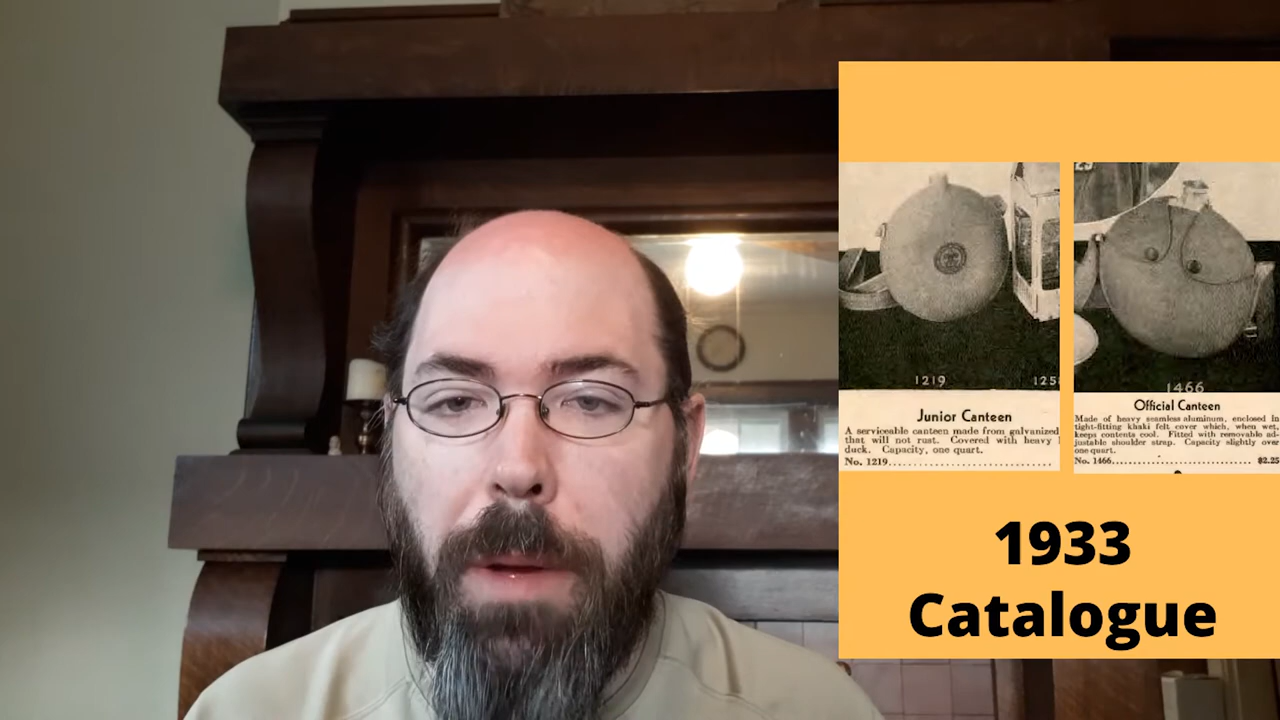 1219
125
Junior Canteen
A serviceable canteen made from galvanized
that will not rust. Covered with heavy
duck. Capacity, one quart.
No. 1219
1466
Official Canteen
Made of heavy seamless aluminum, enclosed in
tight-fitting khaki felt cover which, when wet,
keeps contents cool. Fitted with removable ad-
justable shoulder strap. Capacity slightly over
one quart.
No. 1466 $2.25
1933
Catalogue